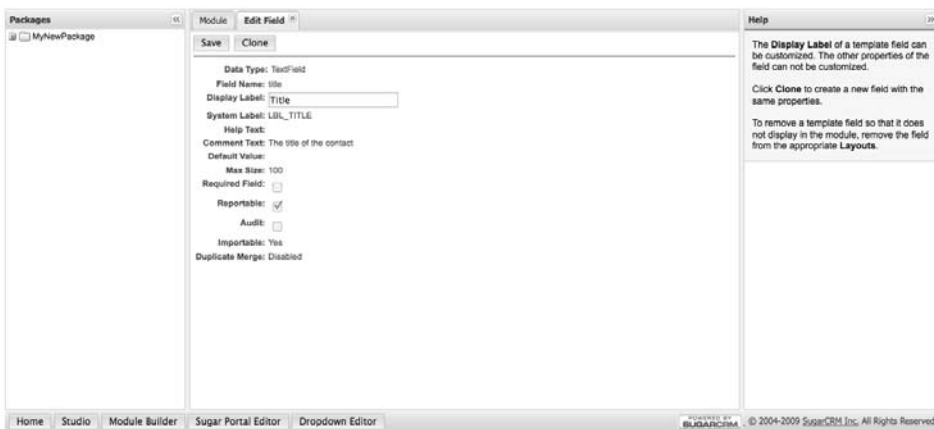 Packages
MyNewPackage
Module Edit Field
Save Clone
Data Type: TextField
Field Name: title
Display Label: Title
System Label: LBL_TITLE
Help Text:
Comment Text: The title of the contact
Default Value:
Max Size: 100
Required Field:
Reportable:
Audit:
Importable: Yes
Duplicate Merge: Disabled
Help
The Display Label of a template field can
be customized. The other properties of the
field can not be customized.
Click Clone to create a new field with the
same properties.
To remove a template field so that it does
not display in the module, remove the field
from the appropriate Layouts.
Home Studio Module Builder Sugar Portal Editor Dropdown Editor
POWERED BY
SUGARCRM
© 2004-2009 SugarCRM Inc. All Rights Reserved